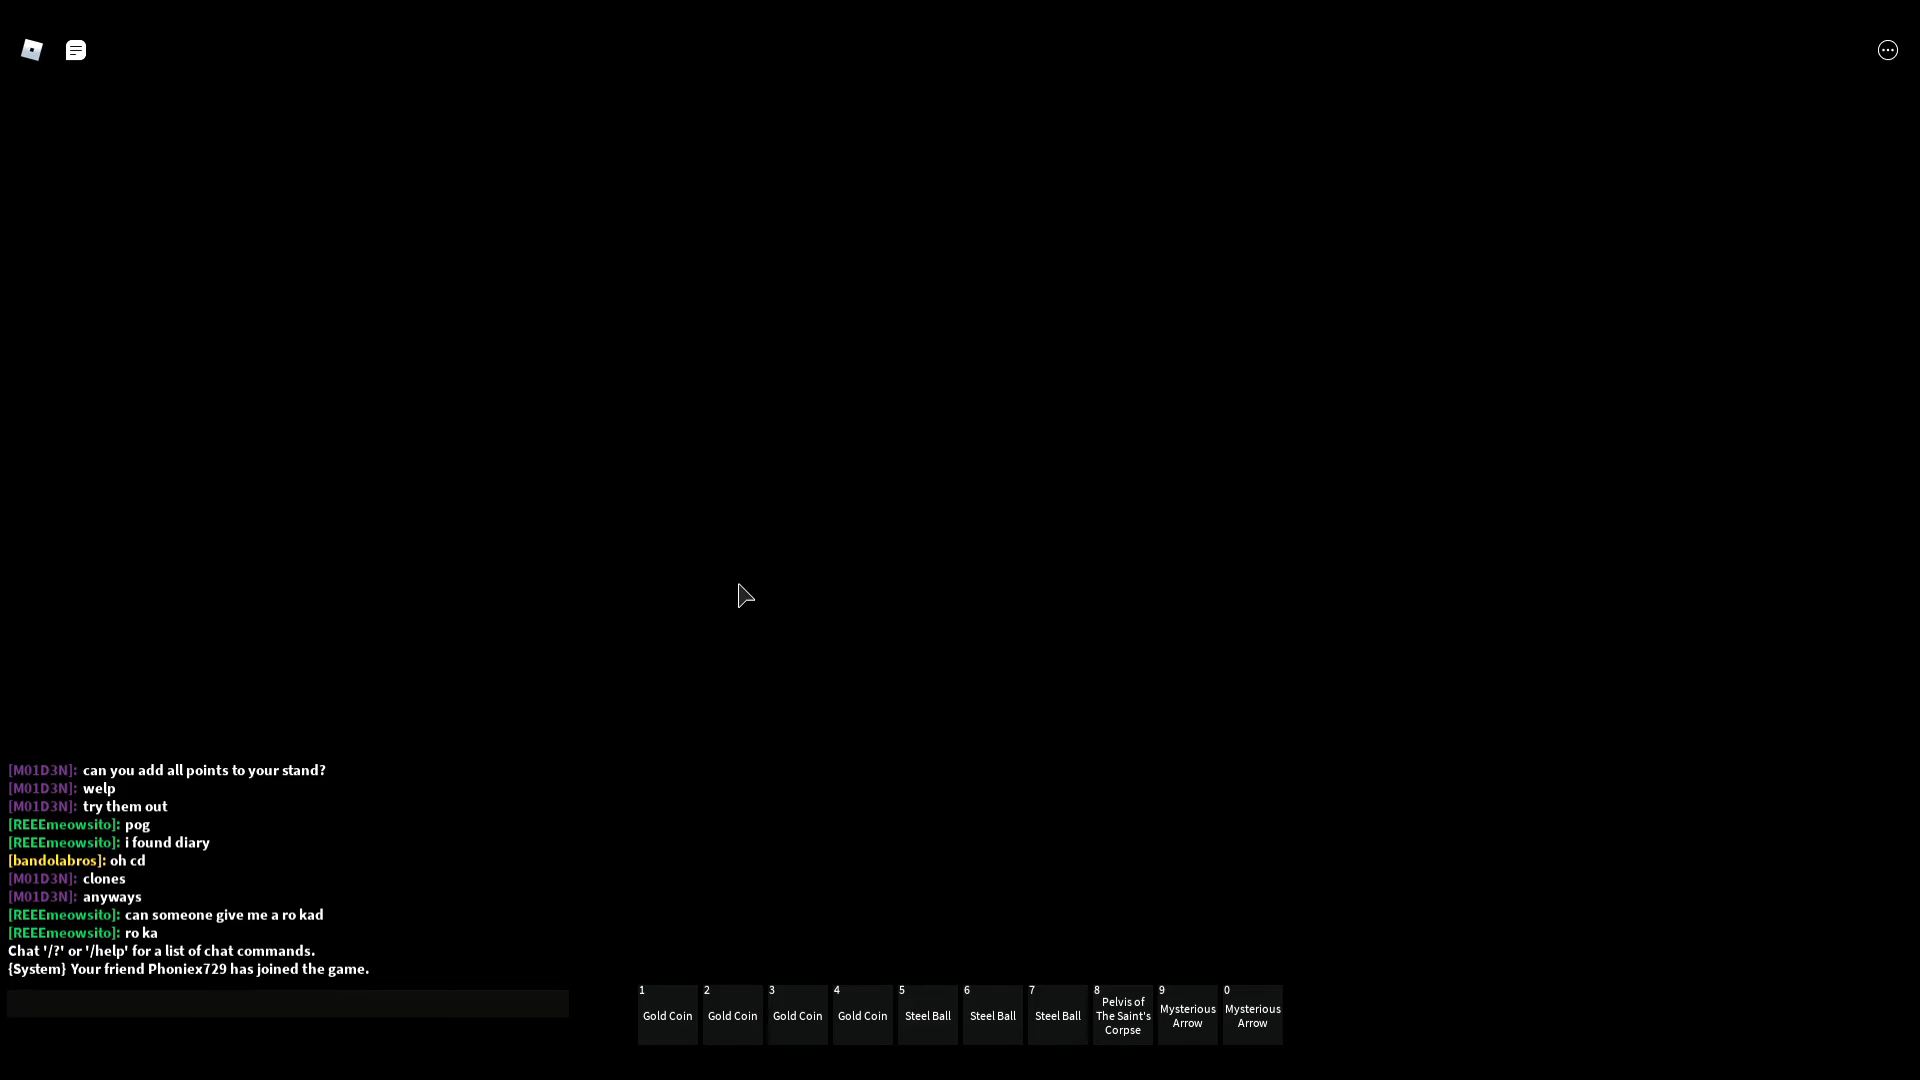 [M01D3N]: can you add all points to your stand?
[M01D3N]: welp
[M01D3N]: try them out
[REEEmeowsito]: pog
[REEEmeowsito]: i found diary
[bandolabros]: oh cd
[M01D3N]: clones
[M01D3N]: anyways
[REEEmeowsito]: can someone give me a ro kad
[REEEmeowsito]: ro ka
Chat '/?' or '/help' for a list of chat commands.
{System} Your friend Phoniex729 has joined the game.
1
Gold Coin
2
Gold Coin
3
Gold Coin
4
Gold Coin
5
Steel Ball
6
Steel Ball
7
Steel Ball
8
Pelvis of
The Saint's
Corpse
9
Mysterious
Arrow
0
Mysterious
Arrow